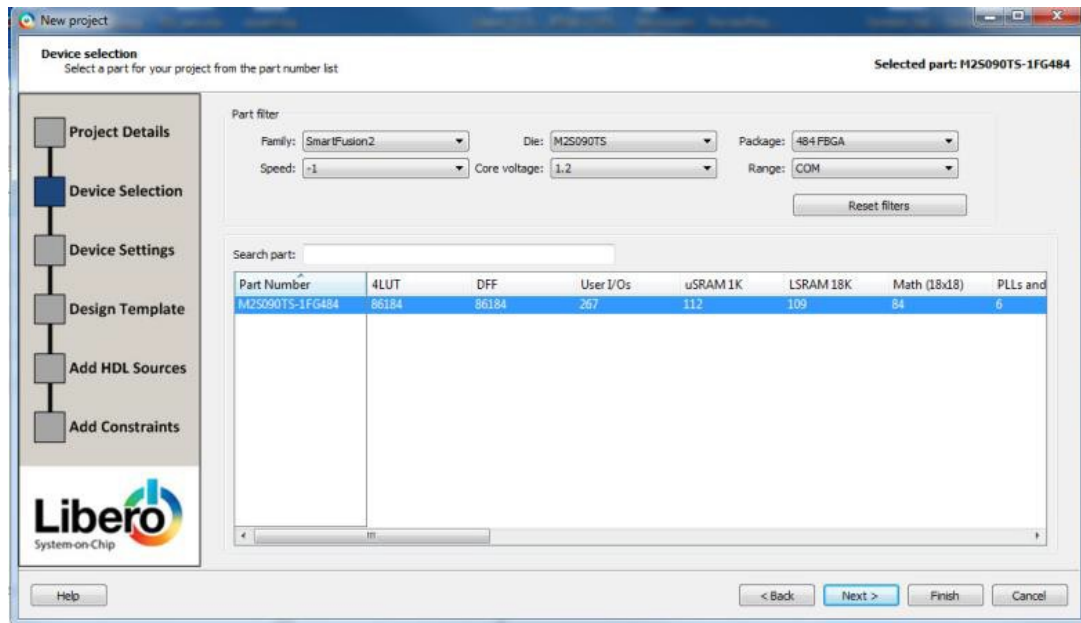 New project
Device selection
Select a part for your project from the part number list
Selected part: M2S090TS-1FG484
Project Details
Device Selection
Device Settings
Design Template
Add HDL Sources
Add Constraints
Libero
System-on-Chip
Part filter
Family: SmartFusion2 Die: M2S090TS Package: 484 FBGA
Speed: -1 Core voltage: 1.2 Range: COM
Reset filters
Search part:
Part Number 4LUT DFF User I/Os uSRAM 1K LSRAM 18K Math (18x18) PLLs and
M2S090TS-1FG484 86184 86184 267 112 109 84 6
Help < Back Next > Finish Cancel